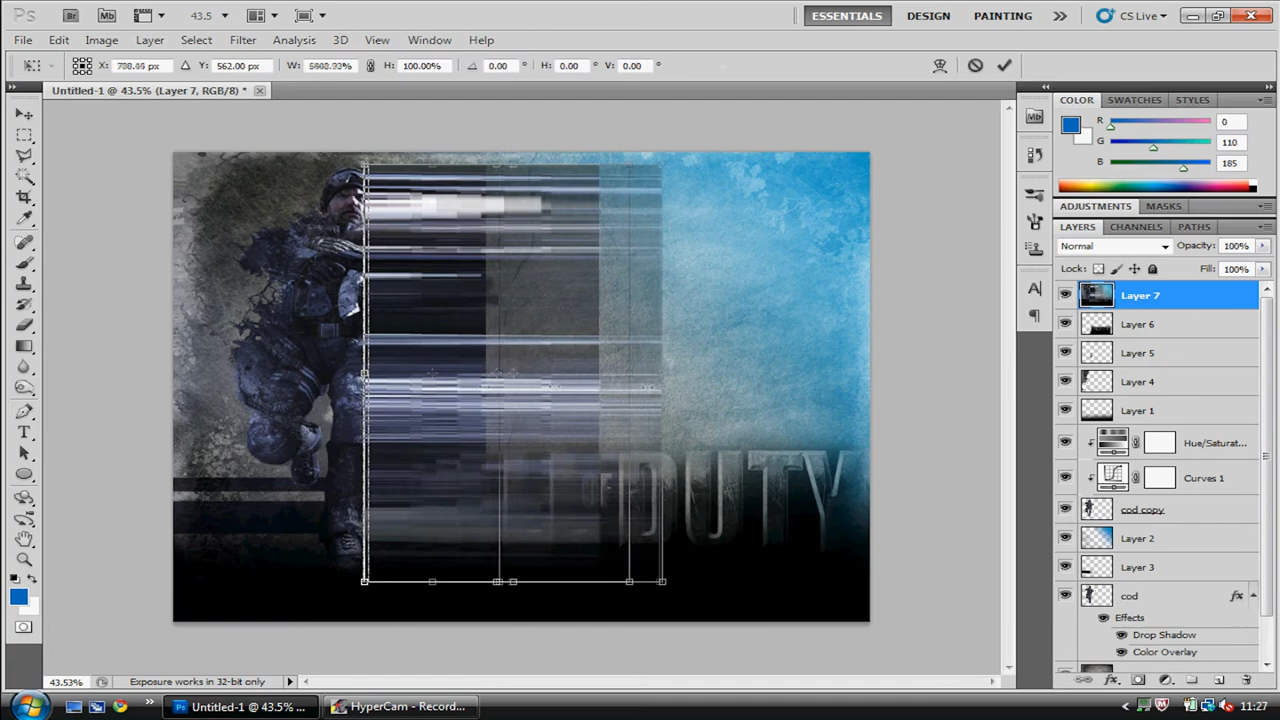 Ps Br Mb 43.5 ESSENTIALS DESIGN PAINTING CS Live
File Edit Image Layer Select Filter Analysis 3D View Window Help
X: Y: 562.00 px W: H: 100.00% 0.00 ° H: 0.00 ° V: 0.00 °
Untitled-1 @ 43.5% (Layer 7, RGB/8) *
COLOR SWATCHES STYLES
R 0
G 110
B 185
ADJUSTMENTS MASKS
LAYERS CHANNELS PATHS
Normal Opacity: 100%
Lock: Fill: 100%
Layer 7
Layer 6
Layer 5
Layer 4
Layer 1
Hue/Saturat...
Curves 1
cod copy
Layer 2
Layer 3
cod fx
Effects
Drop Shadow
Color Overlay
DUTY
43.53% Exposure works in 32-bit only
Untitled-1 @ 43.5% ... HyperCam - Record... 11:27